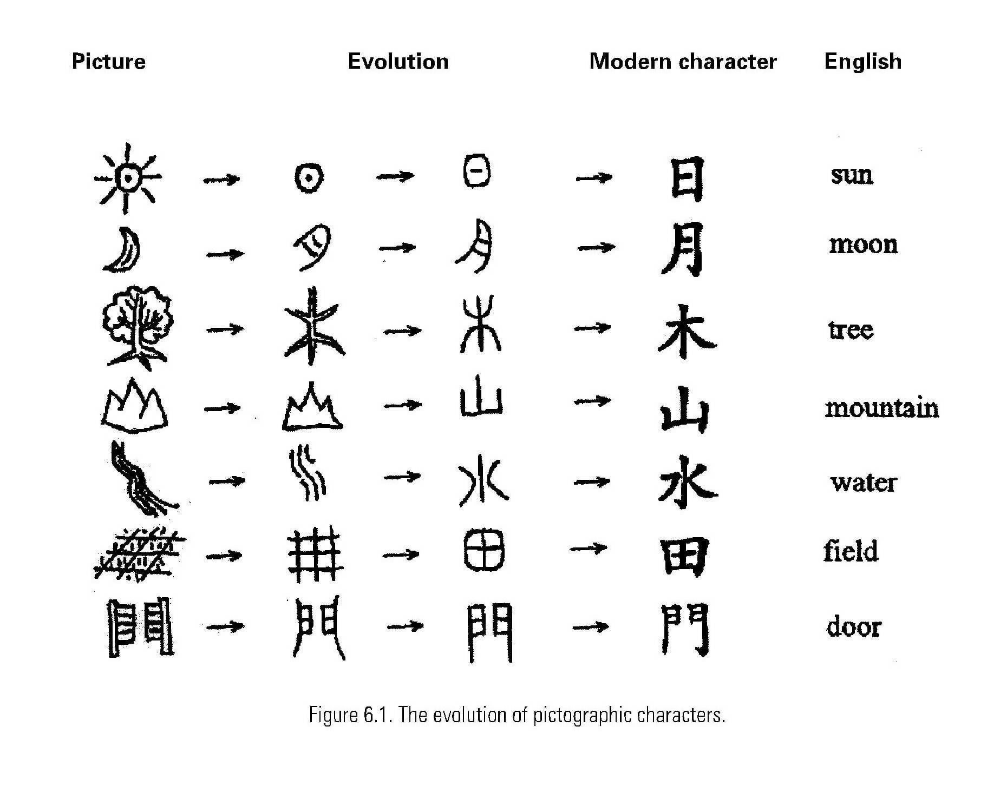 Picture Evolution Modern character English
日 sun
月 moon
木 tree
山 mountain
水 water
田 field
門 door
Figure 6.1. The evolution of pictographic characters.